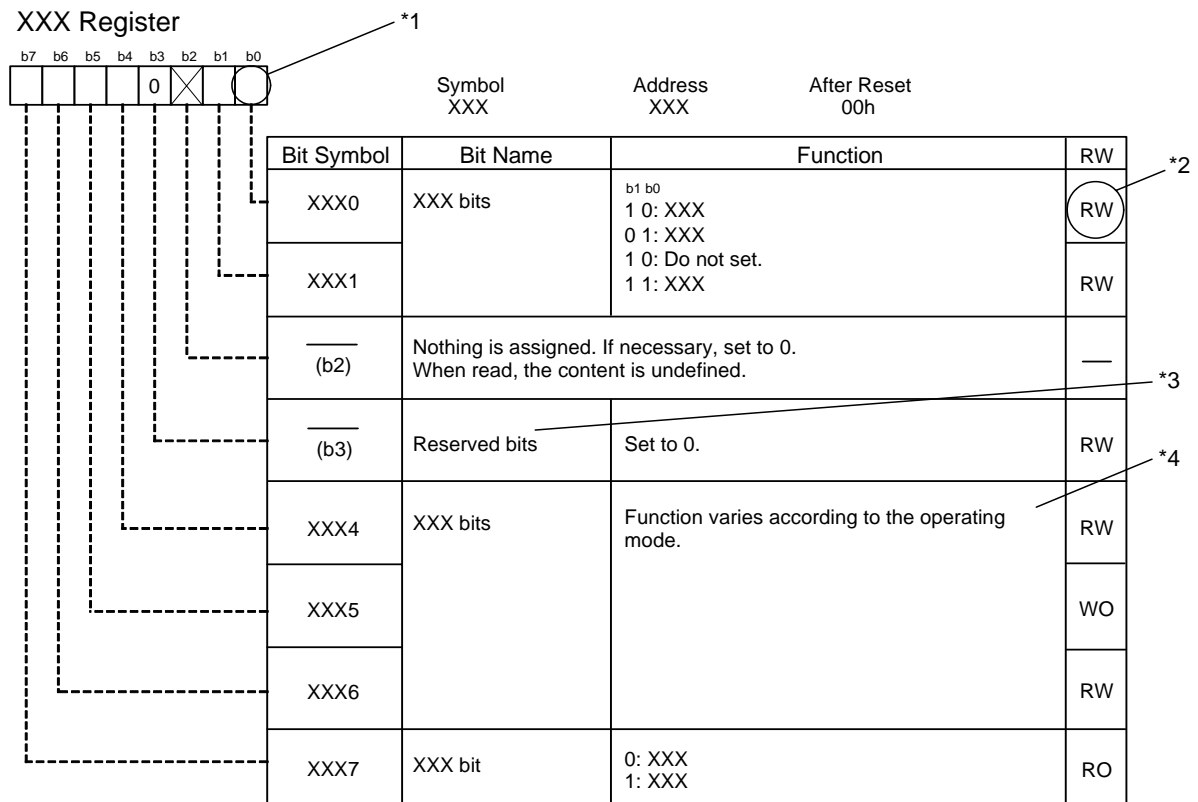 XXX Register
*1
b7 b6 b5 b4 b3 b2 b1 b0
0
Symbol Address After Reset
XXX XXX 00h
Bit Symbol Bit Name Function RW
*2
XXX0 XXX bits
b1 b0
1 0: XXX
0 1: XXX
1 0: Do not set.
1 1: XXX
RW
XXX1 RW
(b2)
Nothing is assigned. If necessary, set to 0.
When read, the content is undefined.
—
*3
(b3) Reserved bits Set to 0. RW
*4
XXX4 XXX bits
Function varies according to the operating
mode.
RW
XXX5 WO
XXX6 RW
XXX7 XXX bit
0: XXX
1: XXX
RO